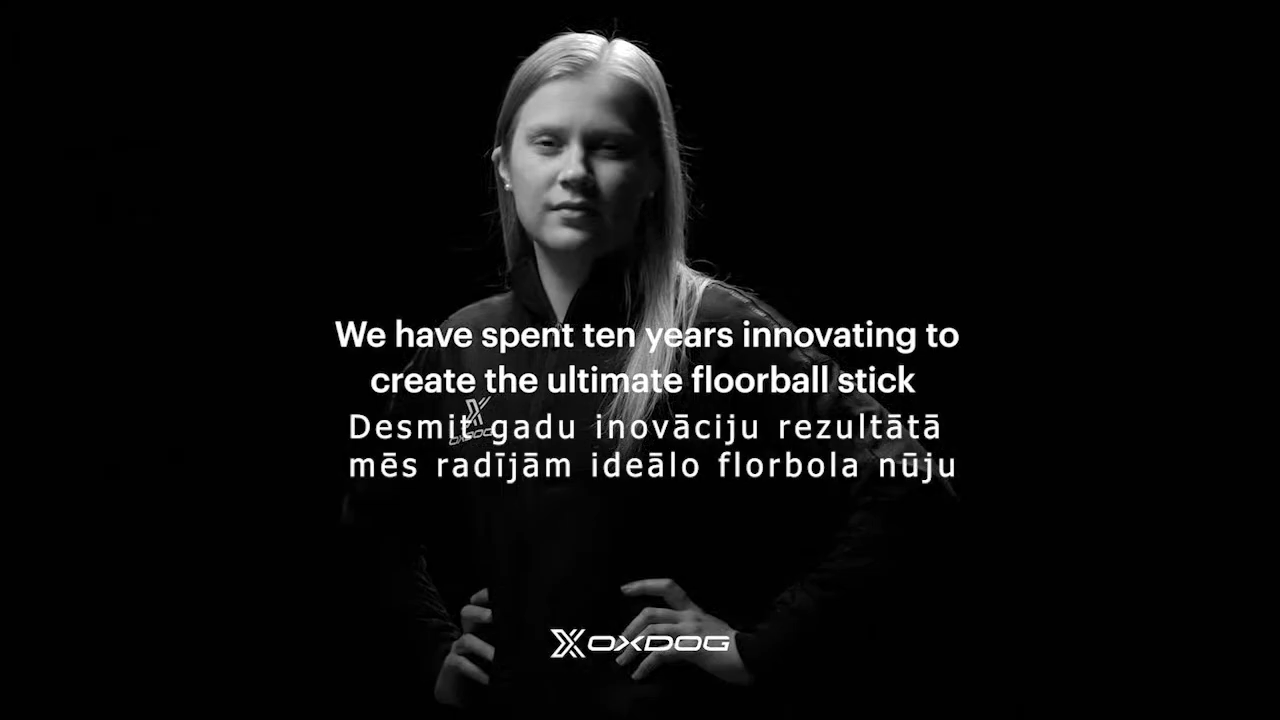 We have spent ten years innovating to
create the ultimate floorball stick
Desmit gadu inovāciju rezultātā
mēs radījām ideālo florbola nūju
OXDOG
OXDOG